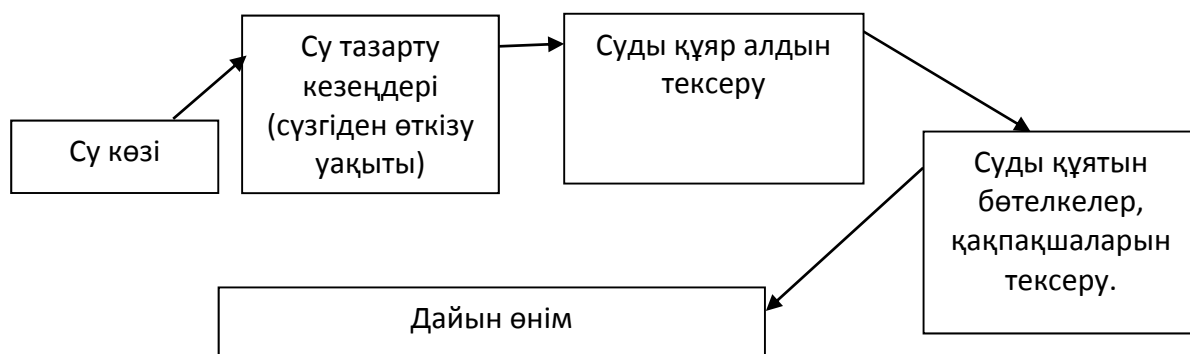 Су көзі
Су тазарту
кезеңдері
(сүзгіден өткізу
уақыты)
Суды құяр алдын
тексеру
Суды құятын
бөтелкелер,
қақпақшаларын
тексеру.
Дайын өнім